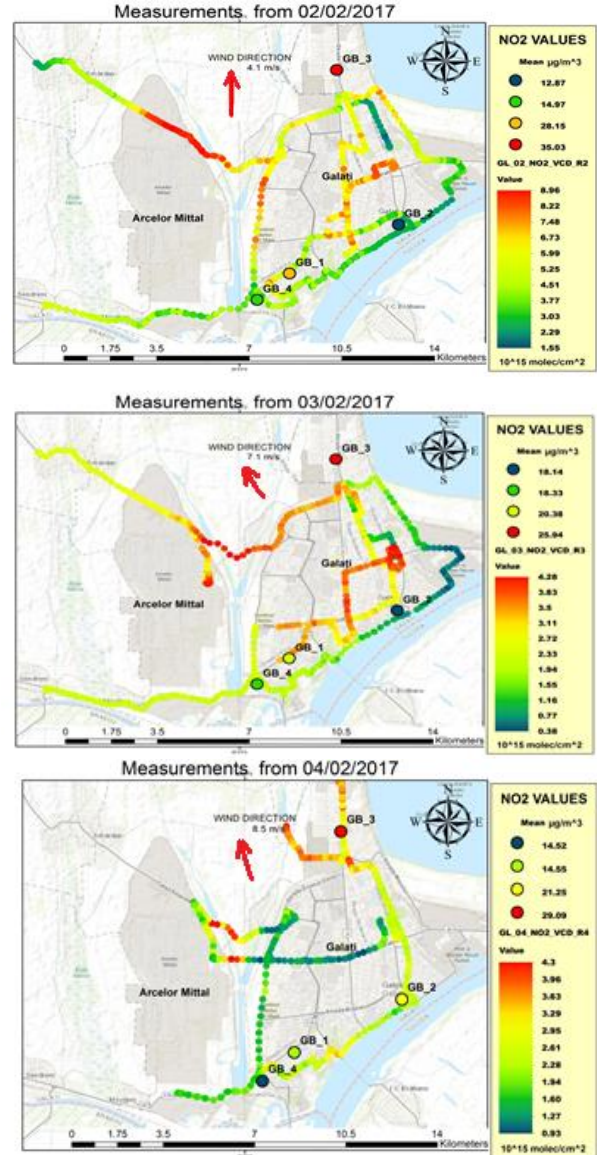 Measurements from 02/02/2017
WIND DIRECTION
4.1 m/s
GB_3
N
W
E
S
Galați
Arcelor
Mittal
Arcelor Mittal
GB_2
GB_1
GB_4
0 1.75 3.5 7 10.5 14
Kilometers
NO2 VALUES
Mean µg/m^3
12.87
14.97
28.15
35.03
GL_02_NO2_VCD_R2
Value
8.96
8.22
7.48
6.73
5.99
5.25
4.51
3.77
3.03
2.29
1.55
10^15 molec/cm^2
Measurements from 03/02/2017
WIND DIRECTION
7.1 m/s
GB_3
N
W
E
S
Galați
Arcelor
Mittal
Arcelor Mittal
GB_2
GB_1
GB_4
0 1.75 3.5 7 10.5 14
Kilometers
NO2 VALUES
Mean µg/m^3
18.14
18.33
20.38
25.94
GL_03_NO2_VCD_R3
Value
4.28
3.83
3.5
3.11
2.72
2.33
1.94
1.55
1.16
0.77
0.38
10^15 molec/cm^2
Measurements from 04/02/2017
WIND DIRECTION
8.5 m/s
GB_3
N
W
E
S
Galați
Arcelor
Mittal
Arcelor Mittal
GB_2
GB_1
GB_4
0 1.75 3.5 7 10.5 14
Kilometers
NO2 VALUES
Mean µg/m^3
14.52
14.55
21.25
29.09
GL_04_NO2_VCD_R4
Value
4.3
3.96
3.63
3.29
2.95
2.61
2.28
1.94
1.60
1.27
0.93
10^15 molec/cm^2